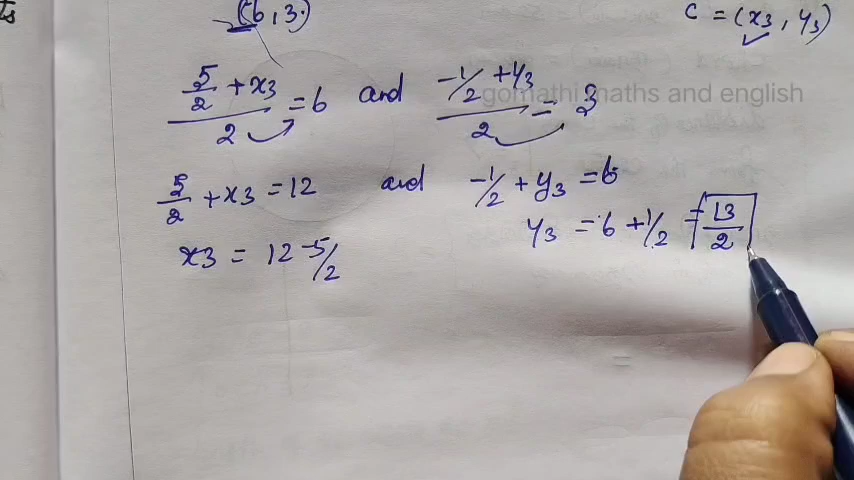 ts
(6, 3)
C = (x3, y3)
5/2 + x3 / 2 = 6 and -1/2 + y3 / 2 = 3
gomathi maths and english
5/2 + x3 = 12 and -1/2 + y3 = 6
y3 = 6 + 1/2 = 13/2
x3 = 12 - 5/2